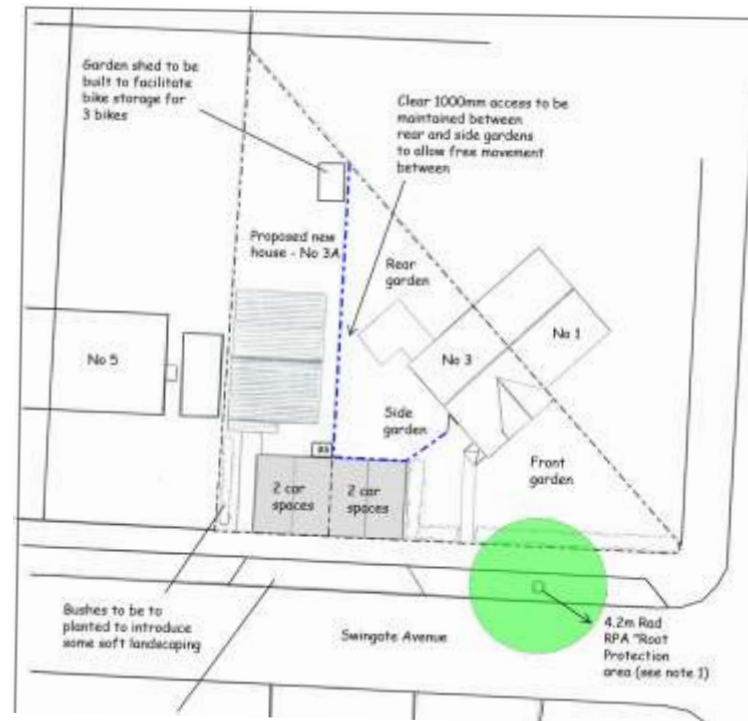 Garden shed to be
built to facilitate
bike storage for
3 bikes
Clear 1000mm access to be
maintained between
rear and side gardens
to allow free movement
between
Proposed new
house - No 3A
Rear
garden
No 5
No 3
No 1
Side
garden
Front
garden
2 car
spaces
2 car
spaces
Bushes to be to
planted to introduce
some soft landscaping
Swingate Avenue
4.2m Rad
RPA "Root
Protection
area (see note 1)